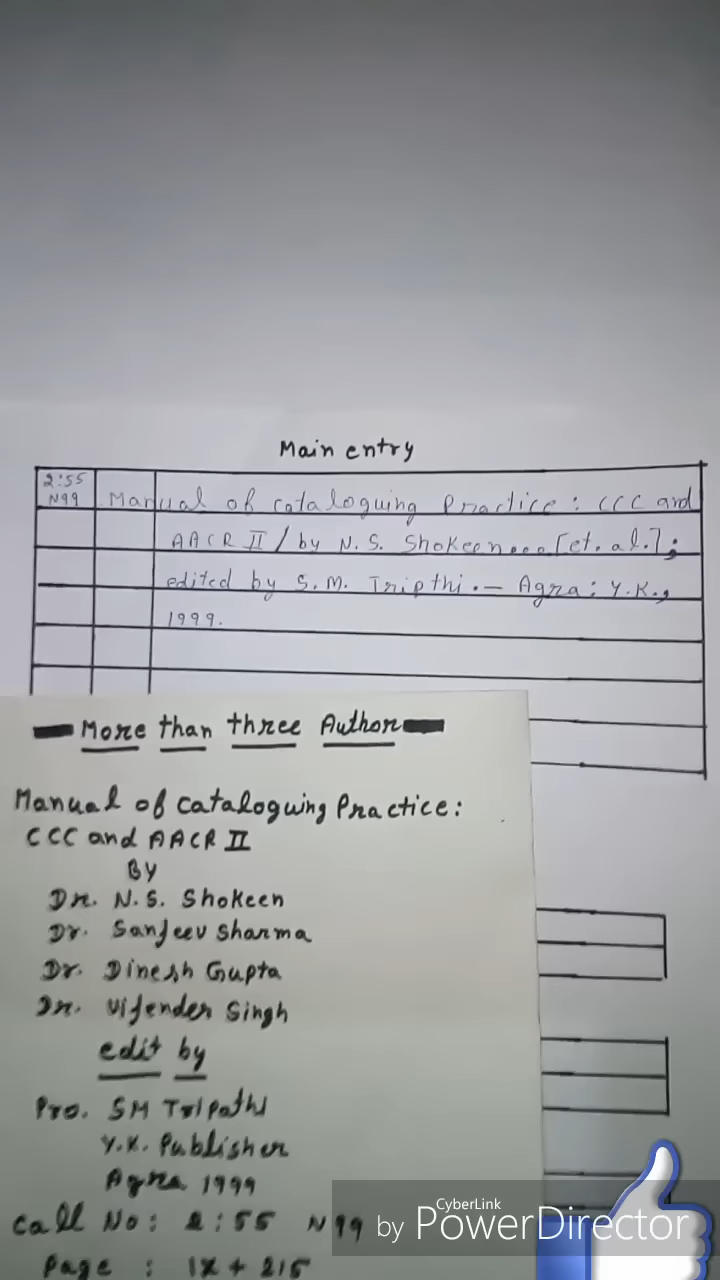 Main entry
2:55
N99 Manual of cataloguing Practice: CCC and
AACR II / by N. S. Shokeen... [et. al.];
edited by S. M. Tripthi. — Agra: Y.K.,
1999.
More than three Author
Manual of cataloguing Practice:
CCC and AACR II
BY
Dr. N. S. Shokeen
Dr. Sanjeev Sharma
Dr. Dinesh Gupta
Dr. Vijender Singh
edit by
Pro. SM Tripathi
Y.K. Publisher
Agra 1999
Call No: 2:55 N99
Page : IX + 215
CyberLink
by PowerDirector